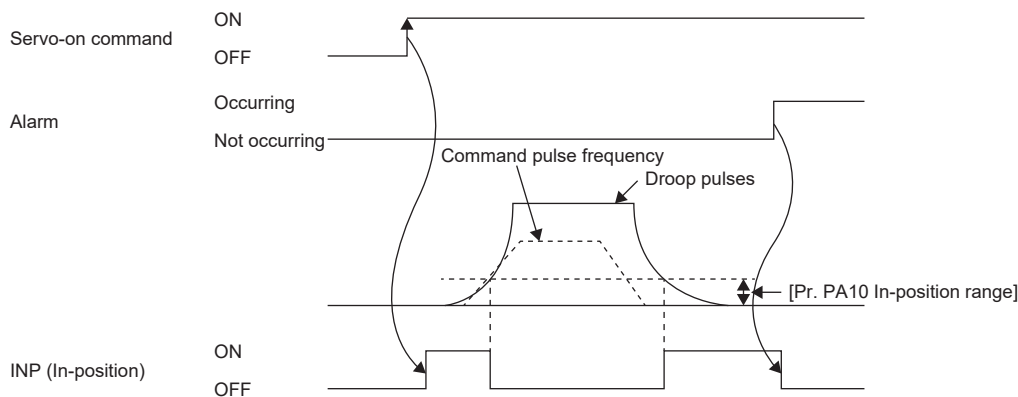 ON
Servo-on command
OFF
Occurring
Alarm
Not occurring
Command pulse frequency
Droop pulses
[Pr. PA10 In-position range]
ON
INP (In-position)
OFF